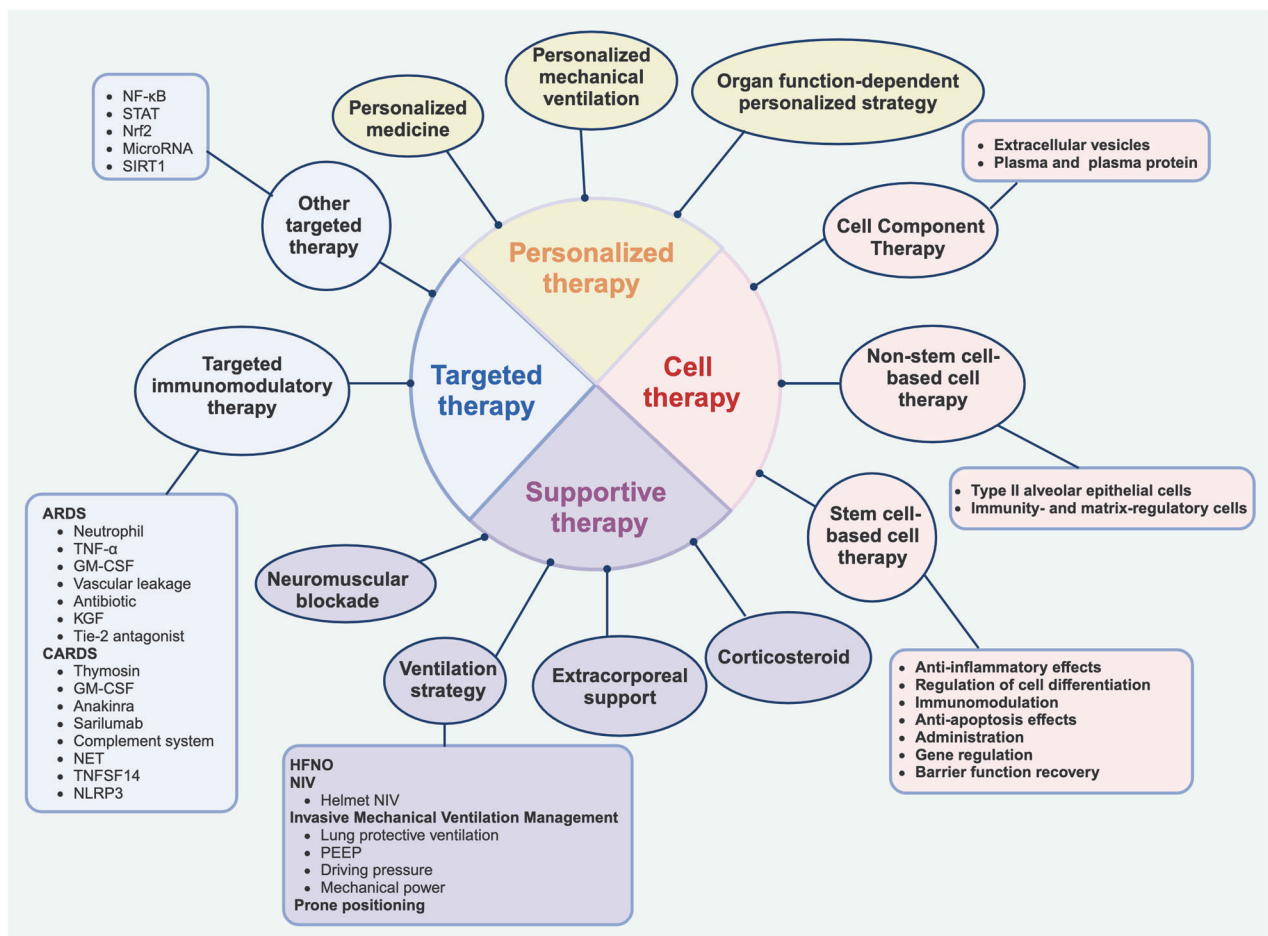 Personalized
therapy
Personalized
medicine
Personalized
mechanical
ventilation
Organ function-dependent
personalized strategy
Cell
therapy
Cell Component
Therapy
• Extracellular vesicles
• Plasma and plasma protein
Non-stem cell-
based cell
therapy
• Type II alveolar epithelial cells
• Immunity- and matrix-regulatory cells
Stem cell-
based cell
therapy
• Anti-inflammatory effects
• Regulation of cell differentiation
• Immunomodulation
• Anti-apoptosis effects
• Administration
• Gene regulation
• Barrier function recovery
Supportive
therapy
Corticosteroid
Extracorporeal
support
Ventilation
strategy
HFNO
NIV
• Helmet NIV
Invasive Mechanical Ventilation Management
• Lung protective ventilation
• PEEP
• Driving pressure
• Mechanical power
Prone positioning
Neuromuscular
blockade
Targeted
therapy
Targeted
immunomodulatory
therapy
ARDS
• Neutrophil
• TNF-α
• GM-CSF
• Vascular leakage
• Antibiotic
• KGF
• Tie-2 antagonist
CARDS
• Thymosin
• GM-CSF
• Anakinra
• Sarilumab
• Complement system
• NET
• TNFSF14
• NLRP3
Other
targeted
therapy
• NF-κB
• STAT
• Nrf2
• MicroRNA
• SIRT1